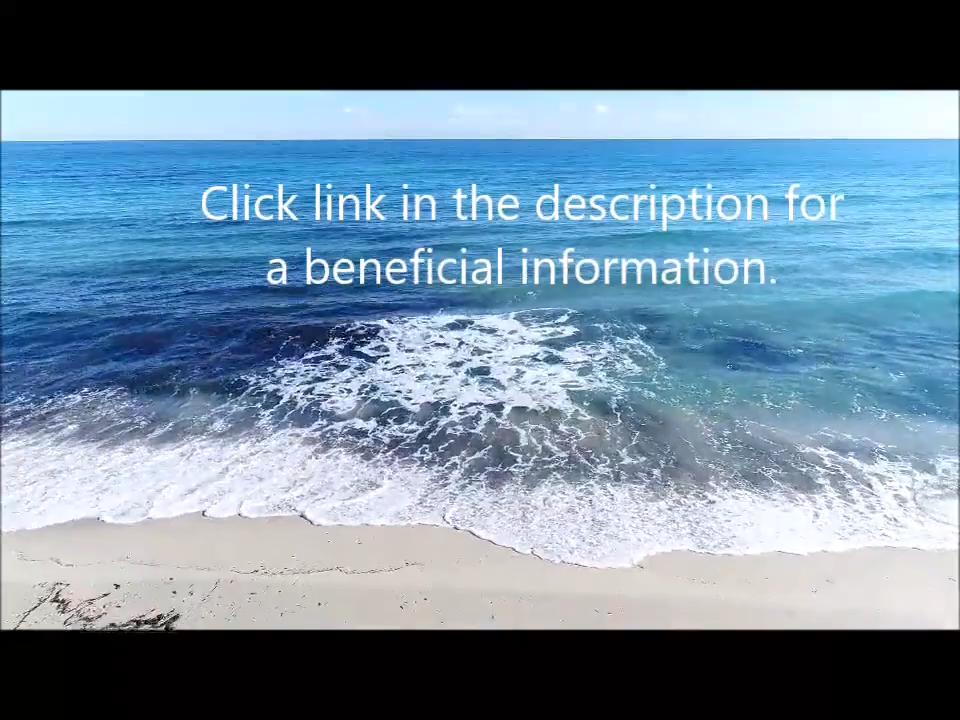 Click link in the description for
a beneficial information.